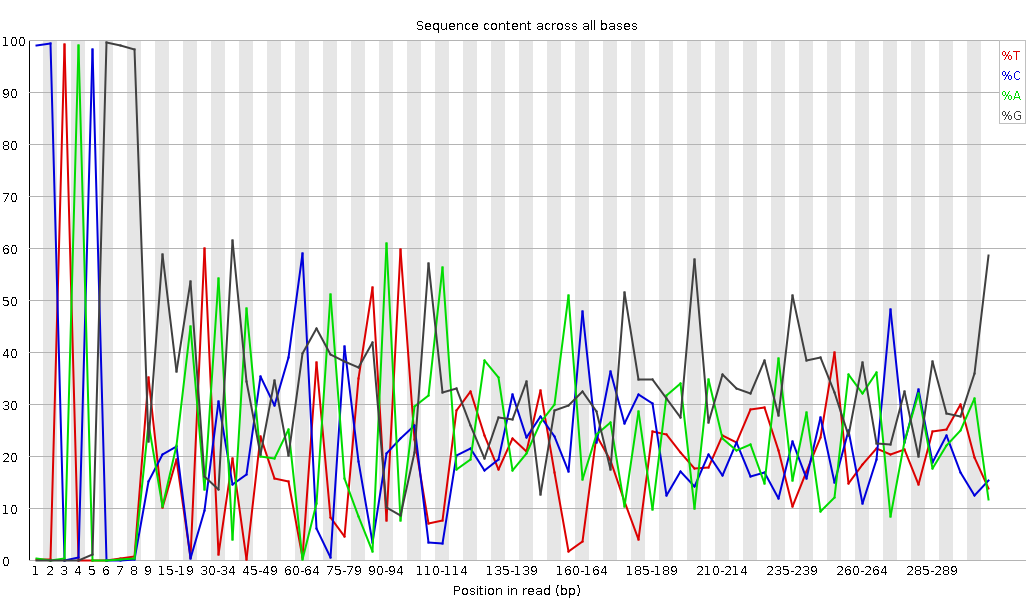 Sequence content across all bases
100
90
80
70
60
50
40
30
20
10
0
%T
%C
%A
%G
1 2 3 4 5 6 7 8 9 15-19 30-34 45-49 60-64 75-79 90-94 110-114 135-139 160-164 185-189 210-214 235-239 260-264 285-289
Position in read (bp)